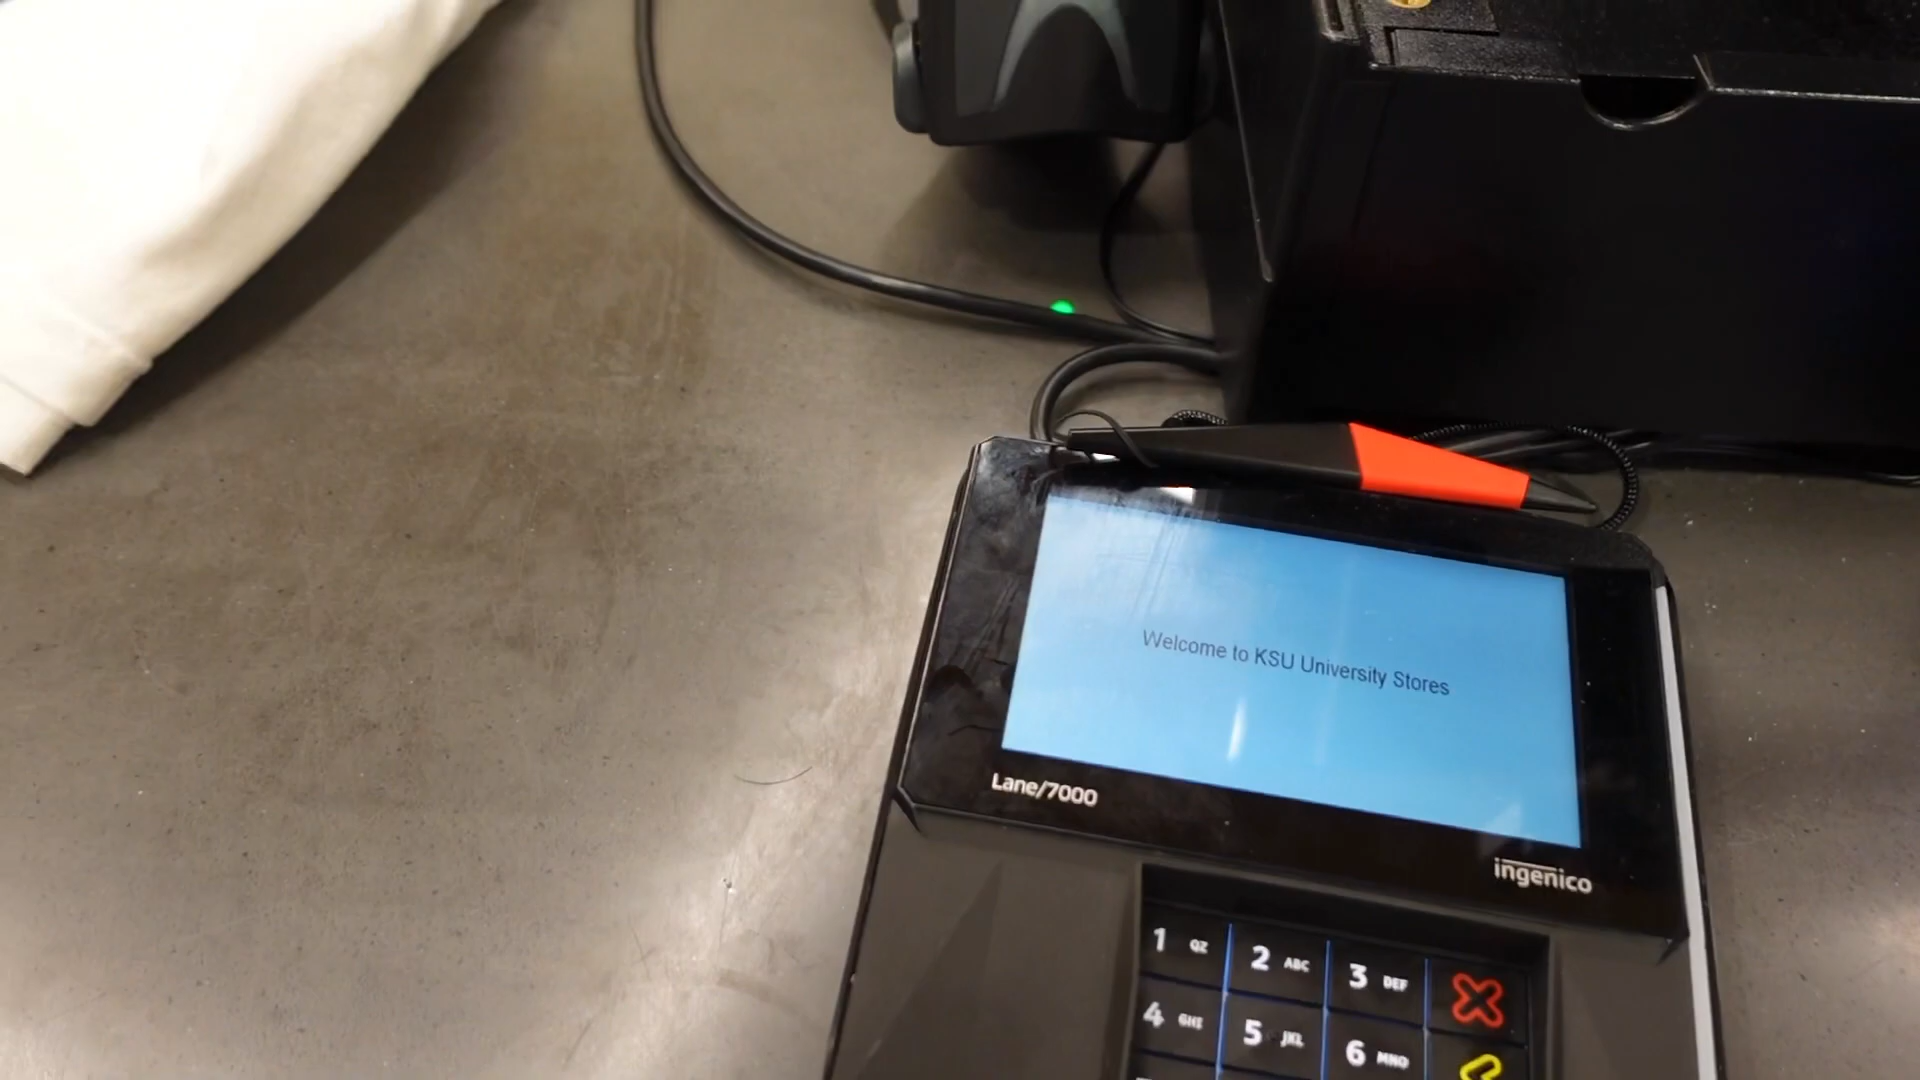 Welcome to KSU University Stores
Lane/7000
ingenico
1 QZ 2 ABC 3 DEF
4 GHI 5 JKL 6 MNO